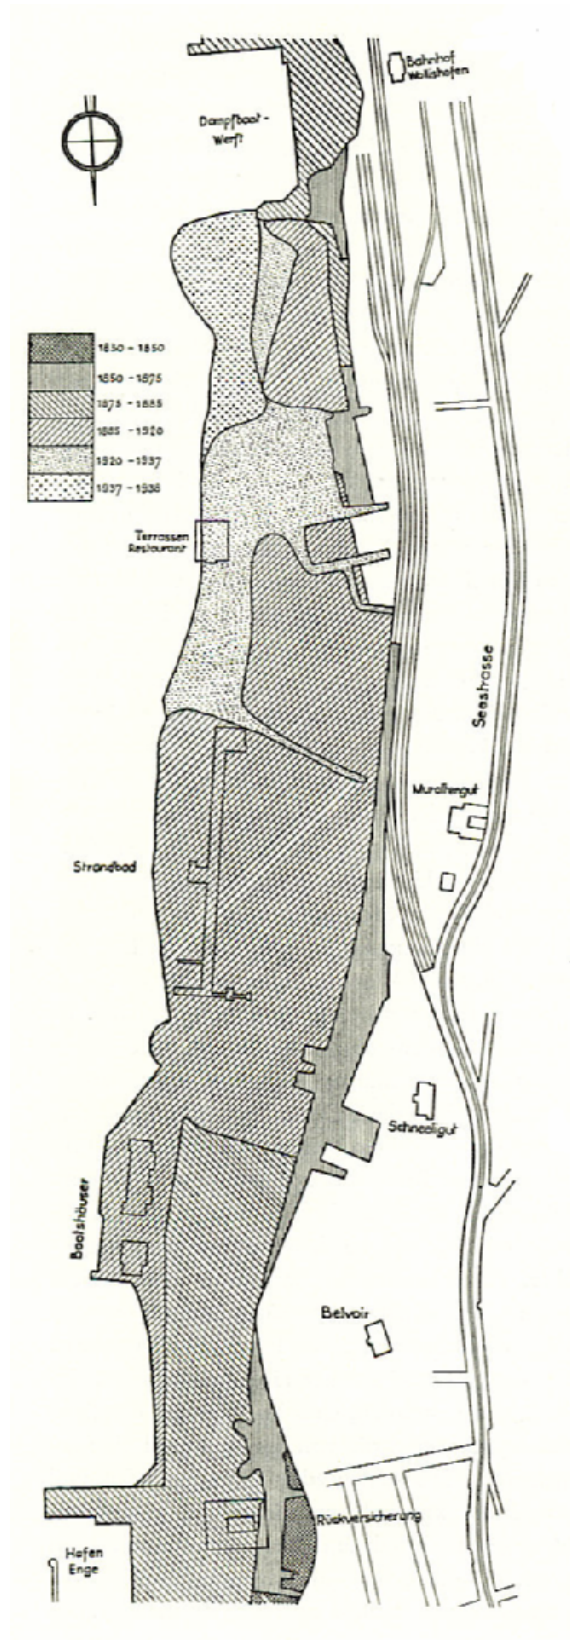 Bahnhof
Wollishofen
Dampfboot-
Werft
1830 - 1850
1850 - 1875
1875 - 1885
1885 - 1920
1920 - 1937
1937 - 1938
Terrassen
Restaurant
Seestrasse
Muraltengut
Strandbad
Schneeligut
Bootshäuser
Belvoir
Rückversicherung
Hafen
Enge